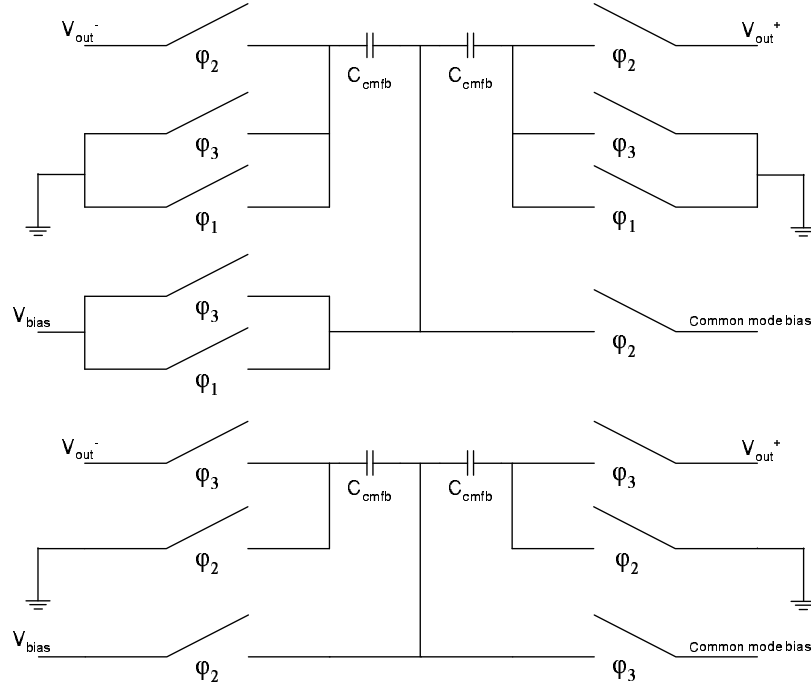 Vout- φ2 Ccmfb Ccmfb φ2 Vout+
φ3 φ3
φ1 φ1
Vbias φ3 φ2 Common mode bias
φ1
Vout- φ3 Ccmfb Ccmfb φ3 Vout+
φ2 φ2
Vbias φ2 φ3 Common mode bias